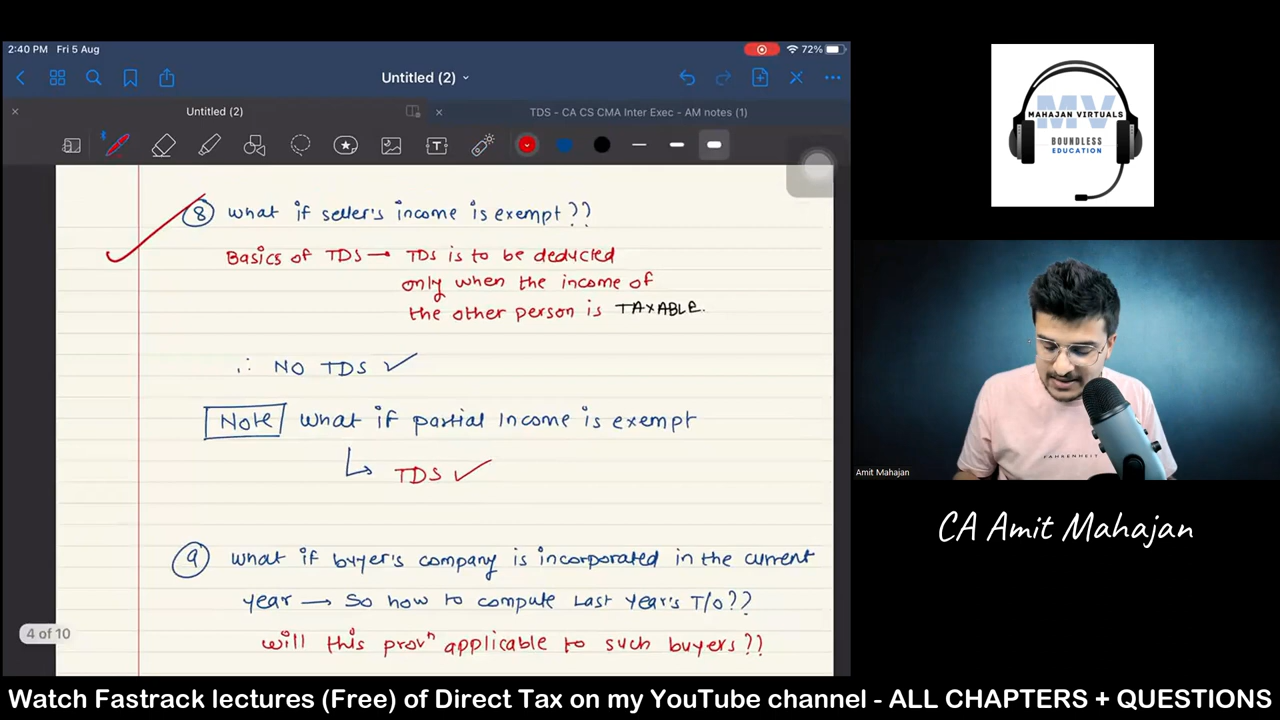 2:40 PM Fri 5 Aug
72%
Untitled (2)
Untitled (2)
TDS - CA CS CMA Inter Exec - AM notes (1)
8 what if seller's income is exempt??
Basics of TDS → TDS is to be deducted
only when the income of
the other person is TAXABLE.
∴ NO TDS ✓
Note What if partial income is exempt
↳ TDS ✓
9 what if buyer's company is incorporated in the current
year → So how to compute Last year's T/o??
will this provn applicable to such buyers??
4 of 10
MV
MAHAJAN VIRTUALS
BOUNDLESS
EDUCATION
FAHRENHEIT
Amit Mahajan
CA Amit Mahajan
Watch Fastrack lectures (Free) of Direct Tax on my YouTube channel - ALL CHAPTERS + QUESTIONS